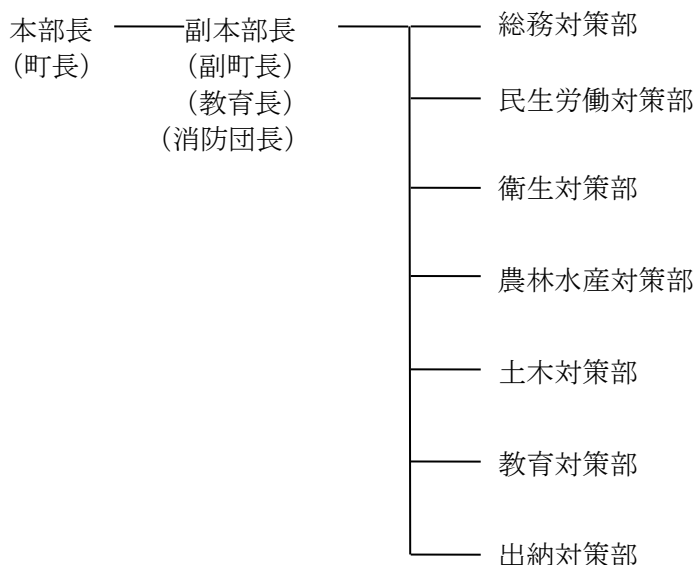 本部長
（町長）
副本部長
（副町長）
（教育長）
（消防団長）
総務対策部
民生労働対策部
衛生対策部
農林水産対策部
土木対策部
教育対策部
出納対策部